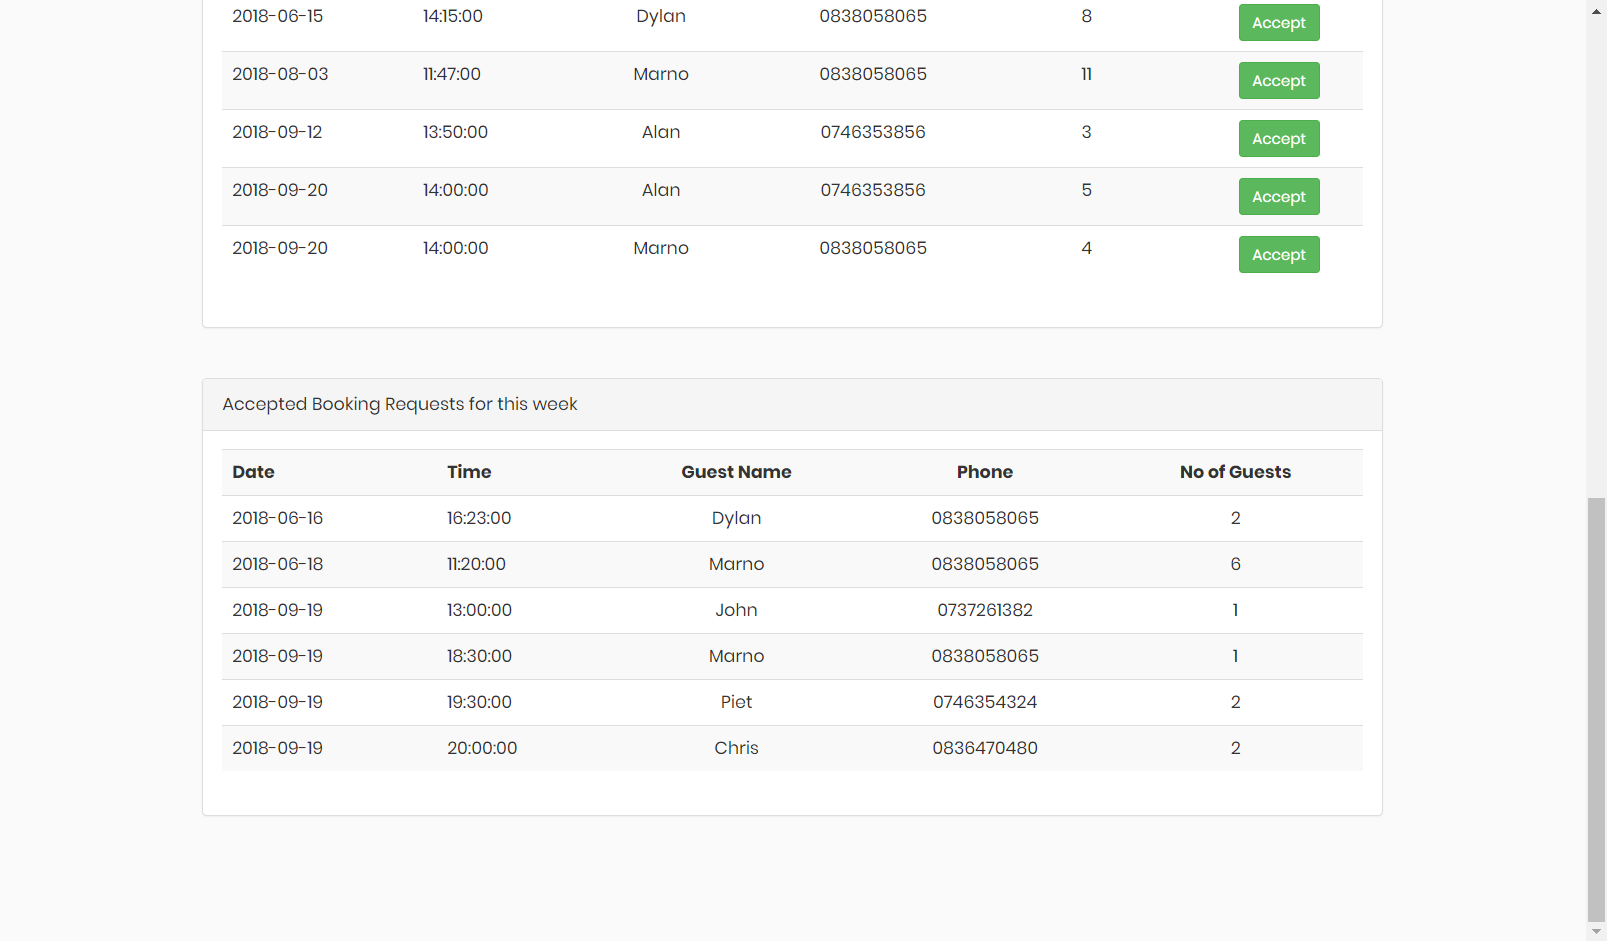 2018-06-15 14:15:00 Dylan 0838058065 8 Accept
2018-08-03 11:47:00 Marno 0838058065 11 Accept
2018-09-12 13:50:00 Alan 0746353856 3 Accept
2018-09-20 14:00:00 Alan 0746353856 5 Accept
2018-09-20 14:00:00 Marno 0838058065 4 Accept
Accepted Booking Requests for this week
Date Time Guest Name Phone No of Guests
2018-06-16 16:23:00 Dylan 0838058065 2
2018-06-18 11:20:00 Marno 0838058065 6
2018-09-19 13:00:00 John 0737261382 1
2018-09-19 18:30:00 Marno 0838058065 1
2018-09-19 19:30:00 Piet 0746354324 2
2018-09-19 20:00:00 Chris 0836470480 2